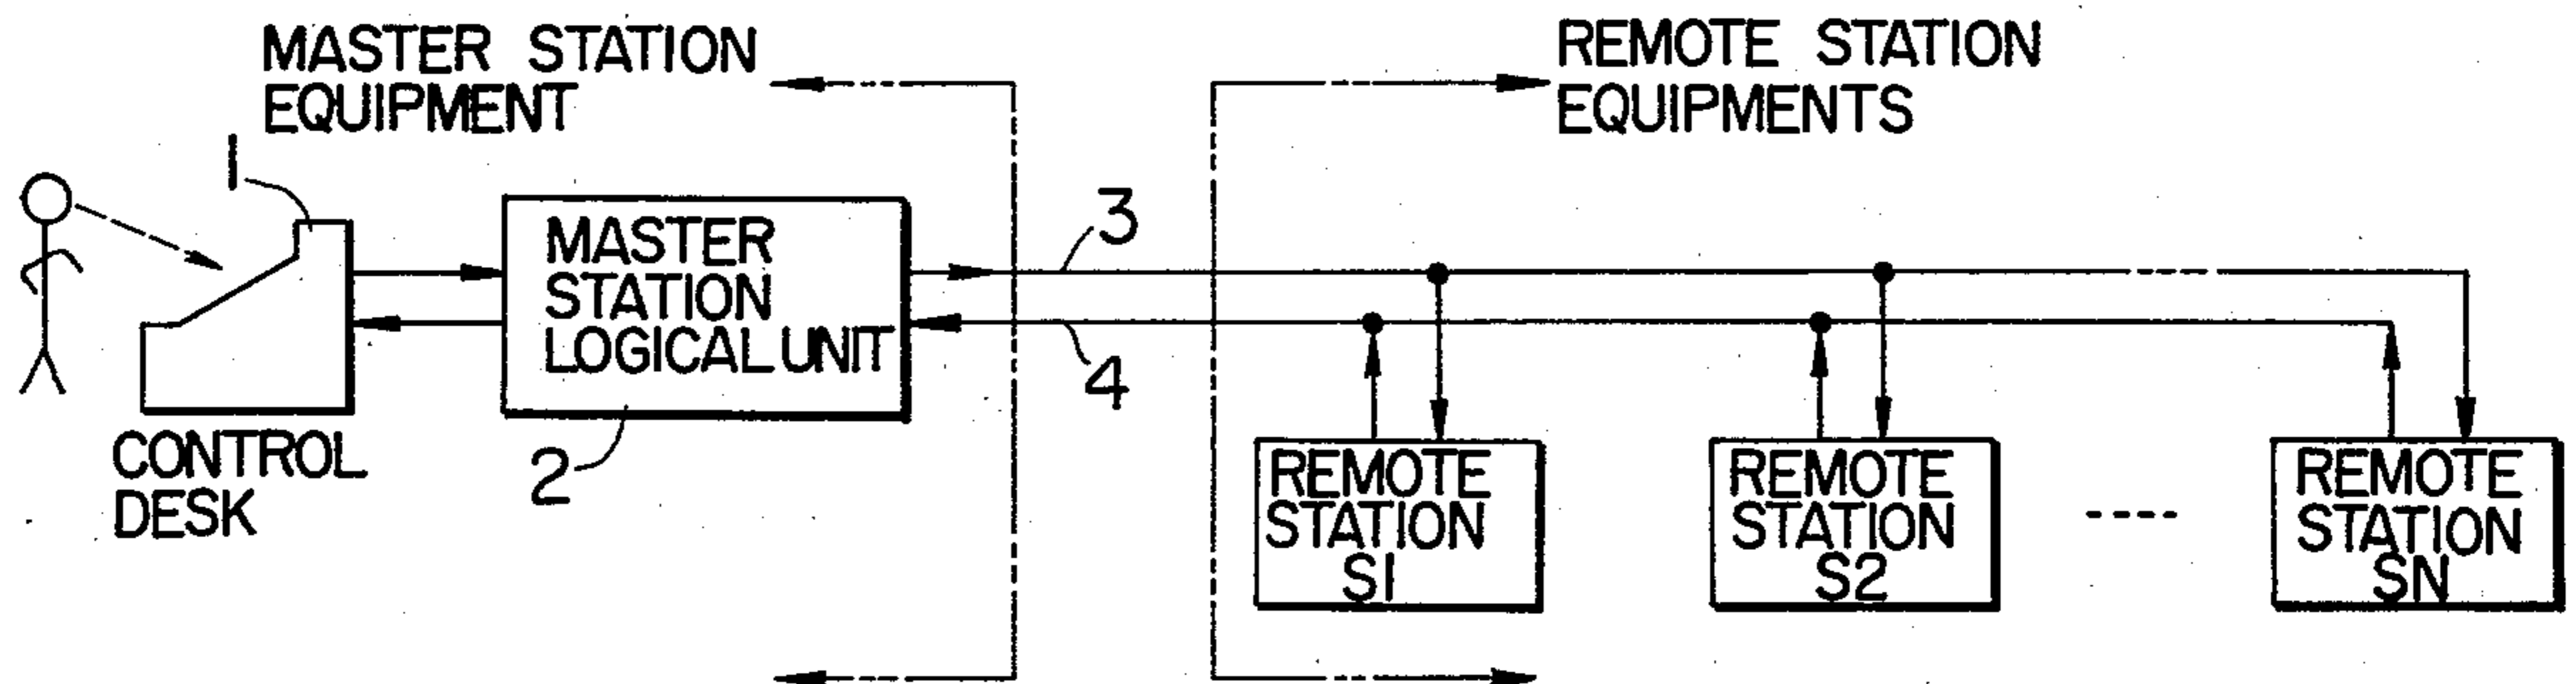 MASTER STATION
EQUIPMENT
REMOTE STATION
EQUIPMENTS
1
MASTER
STATION
LOGICAL UNIT
2
3
4
CONTROL
DESK
REMOTE
STATION
S1
REMOTE
STATION
S2
REMOTE
STATION
SN